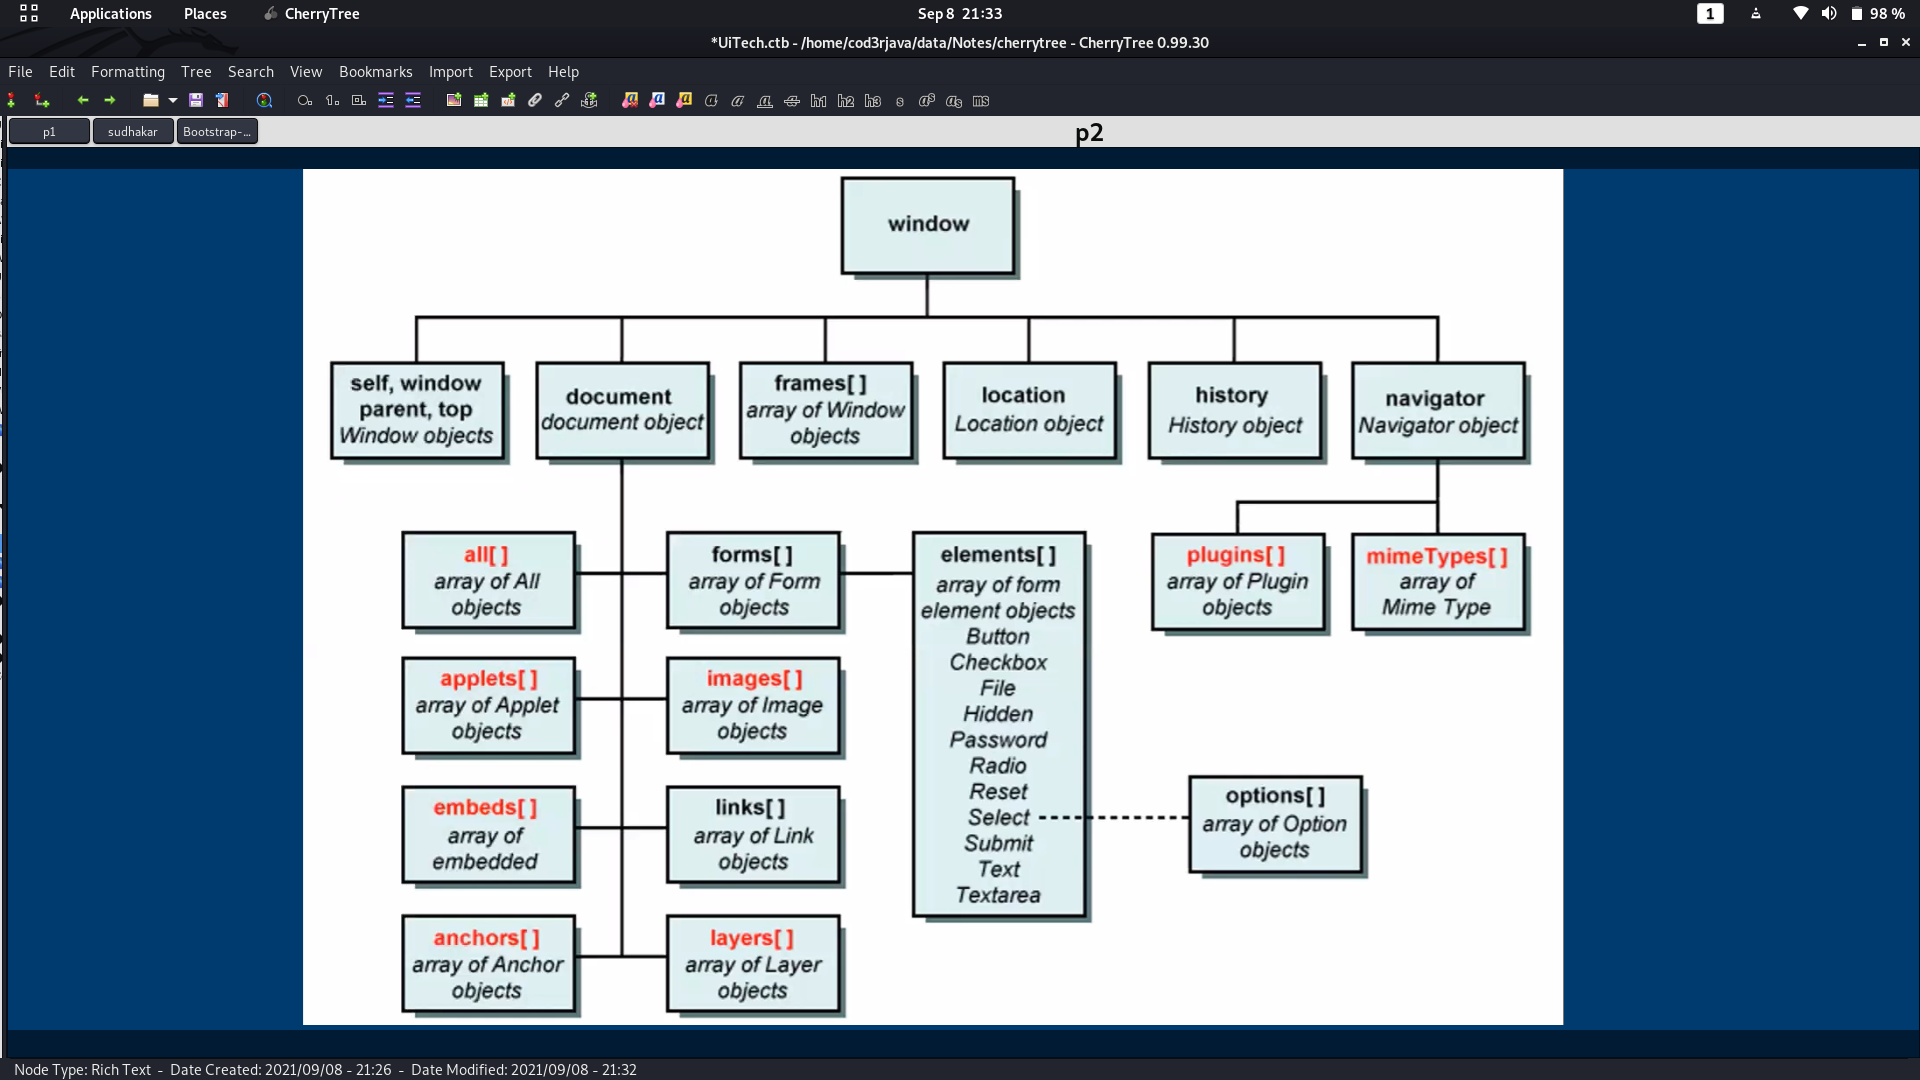 Applications Places CherryTree Sep 8 21:33 1 98 %
*UiTech.ctb - /home/cod3rjava/data/Notes/cherrytree - CherryTree 0.99.30
File Edit Formatting Tree Search View Bookmarks Import Export Help
h1 h2 h3 s as as ms
p1 sudhakar Bootstrap-... p2
window
self, window
parent, top
Window objects
document
document object
frames[ ]
array of Window
objects
location
Location object
history
History object
navigator
Navigator object
all[ ]
array of All
objects
forms[ ]
array of Form
objects
elements[ ]
array of form
element objects
Button
Checkbox
File
Hidden
Password
Radio
Reset
Select
Submit
Text
Textarea
plugins[ ]
array of Plugin
objects
mimeTypes[ ]
array of
Mime Type
applets[ ]
array of Applet
objects
images[ ]
array of Image
objects
embeds[ ]
array of
embedded
links[ ]
array of Link
objects
options[ ]
array of Option
objects
anchors[ ]
array of Anchor
objects
layers[ ]
array of Layer
objects
Node Type: Rich Text - Date Created: 2021/09/08 - 21:26 - Date Modified: 2021/09/08 - 21:32